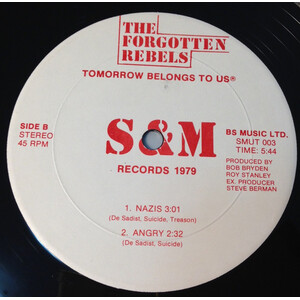 THE
FORGOTTEN
REBELS
TOMORROW BELONGS TO US®
SIDE B
STEREO
45 RPM
S&M
RECORDS 1979
BS MUSIC LTD.
SMUT 003
TIME: 5:44
PRODUCED BY
BOB BRYDEN
ROY STANLEY
EX. PRODUCER
STEVE BERMAN
1. NAZIS 3:01
(De Sadist, Suicide, Treason)
2. ANGRY 2:32
(De Sadist, Suicide)